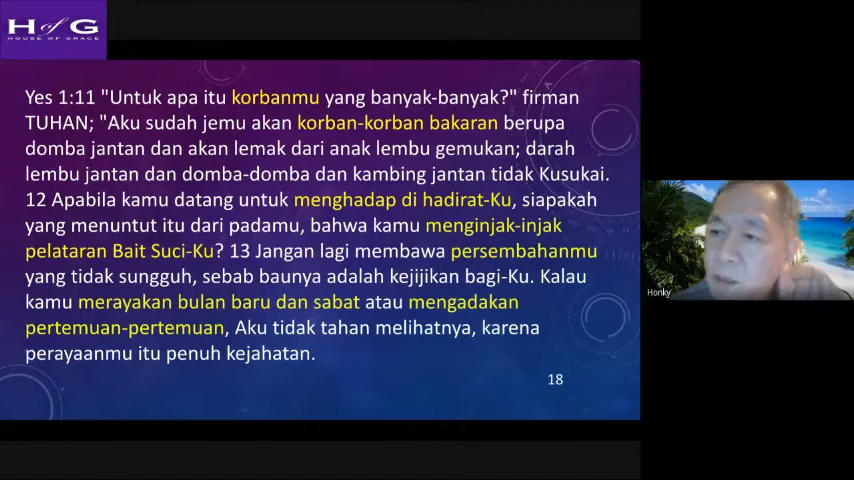 H of G
HOUSE OF GRACE
Yes 1:11 "Untuk apa itu korbanmu yang banyak-banyak?" firman
TUHAN; "Aku sudah jemu akan korban-korban bakaran berupa
domba jantan dan akan lemak dari anak lembu gemukan; darah
lembu jantan dan domba-domba dan kambing jantan tidak Kusukai.
12 Apabila kamu datang untuk menghadap di hadirat-Ku, siapakah
yang menuntut itu dari padamu, bahwa kamu menginjak-injak
pelataran Bait Suci-Ku? 13 Jangan lagi membawa persembahanmu
yang tidak sungguh, sebab baunya adalah kejijikan bagi-Ku. Kalau
kamu merayakan bulan baru dan sabat atau mengadakan
pertemuan-pertemuan, Aku tidak tahan melihatnya, karena
perayaanmu itu penuh kejahatan.
18
Honky